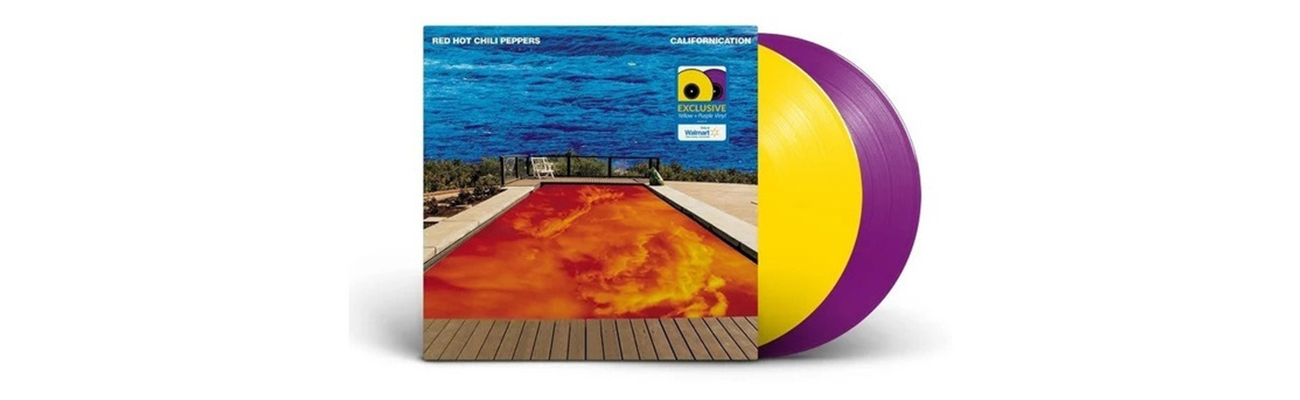 RED HOT CHILI PEPPERS
CALIFORNICATION
EXCLUSIVE
Yellow + Purple Vinyl
Walmart